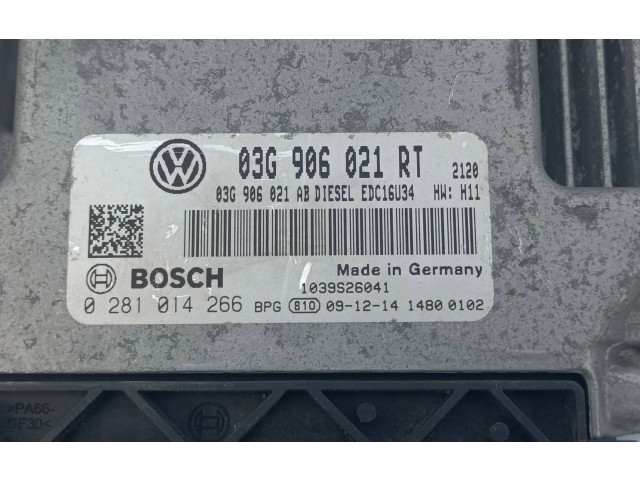 03G 906 021 RT 2120
03G 906 021 AB DIESEL EDC16U34 HW: H11
BOSCH
Made in Germany
1039S26041
0 281 014 266 BPG 810 09-12-14 1480 0102
>PA66-
GF30<